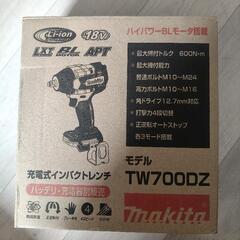 Li-ion 18V
LXT BL MOTOR APT
ハイパワーBLモータ搭載
●最大締付トルク 600N・m
●最大締付能力
普通ボルトM10～M24
高力ボルトM10～M16
●角ドライブ12.7mm対応
●打撃力4段切替
●正逆転オートストップ
各3モード搭載
充電式インパクトレンチ
バッテリ・充電器別販売
モデル
TW700DZ
makita